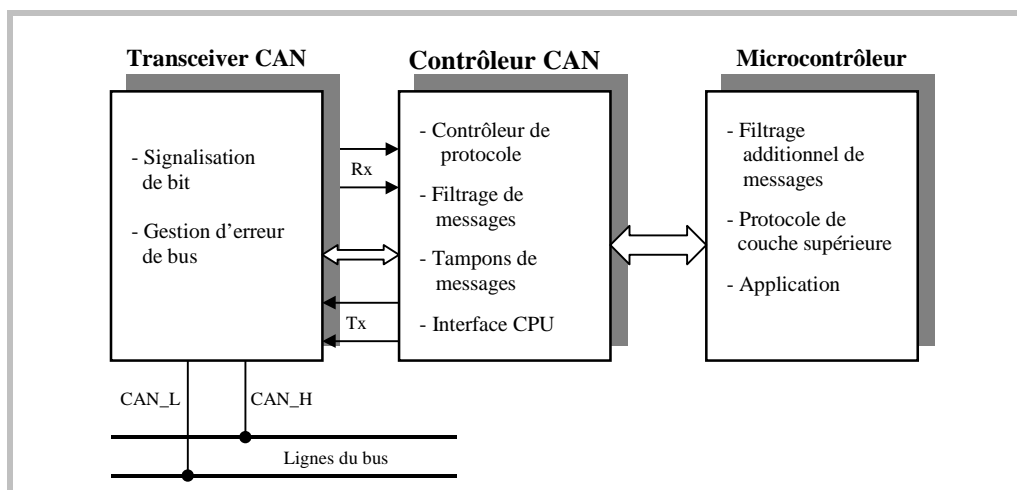 Transceiver CAN
- Signalisation
de bit
- Gestion d'erreur
de bus
Rx
Tx
Contrôleur CAN
- Contrôleur de
protocole
- Filtrage de
messages
- Tampons de
messages
- Interface CPU
Microcontrôleur
- Filtrage
additionnel de
messages
- Protocole de
couche supérieure
- Application
CAN_L
CAN_H
Lignes du bus